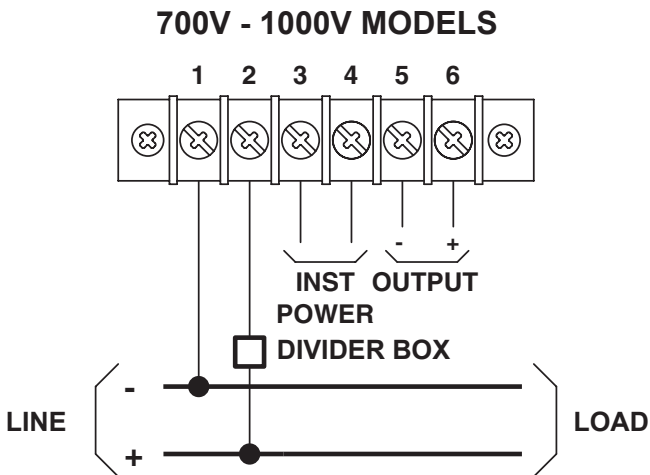 700V - 1000V MODELS
1 2 3 4 5 6
- +
INST OUTPUT
POWER
DIVIDER BOX
-
LINE LOAD
+